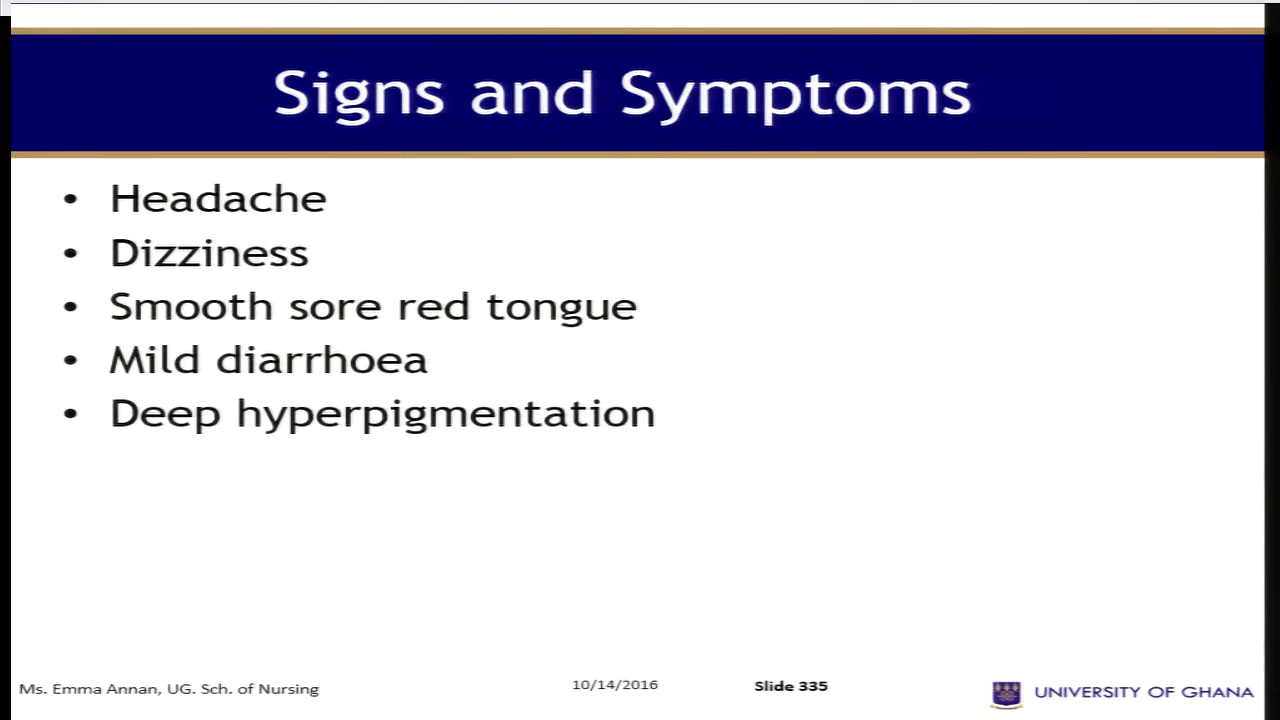 Signs and Symptoms
• Headache
• Dizziness
• Smooth sore red tongue
• Mild diarrhoea
• Deep hyperpigmentation
Ms. Emma Annan, UG. Sch. of Nursing
10/14/2016
Slide 335
UNIVERSITY OF GHANA